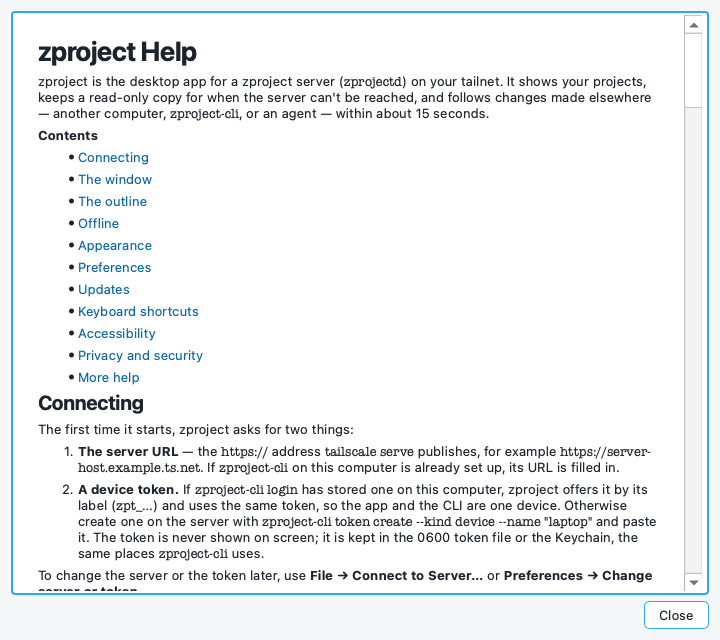 zproject Help
zproject is the desktop app for a zproject server (zprojectd) on your tailnet. It shows your projects,
keeps a read-only copy for when the server can't be reached, and follows changes made elsewhere
— another computer, zproject-cli, or an agent — within about 15 seconds.
Contents
• Connecting
• The window
• The outline
• Offline
• Appearance
• Preferences
• Updates
• Keyboard shortcuts
• Accessibility
• Privacy and security
• More help
Connecting
The first time it starts, zproject asks for two things:
1. The server URL — the https:// address tailscale serve publishes, for example https://server-
host.example.ts.net. If zproject-cli on this computer is already set up, its URL is filled in.
2. A device token. If zproject-cli login has stored one on this computer, zproject offers it by its
label (zpt_…) and uses the same token, so the app and the CLI are one device. Otherwise
create one on the server with zproject-cli token create --kind device --name "laptop" and paste
it. The token is never shown on screen; it is kept in the 0600 token file or the Keychain, the
same places zproject-cli uses.
To change the server or the token later, use File → Connect to Server… or Preferences → Change
server or token
Close